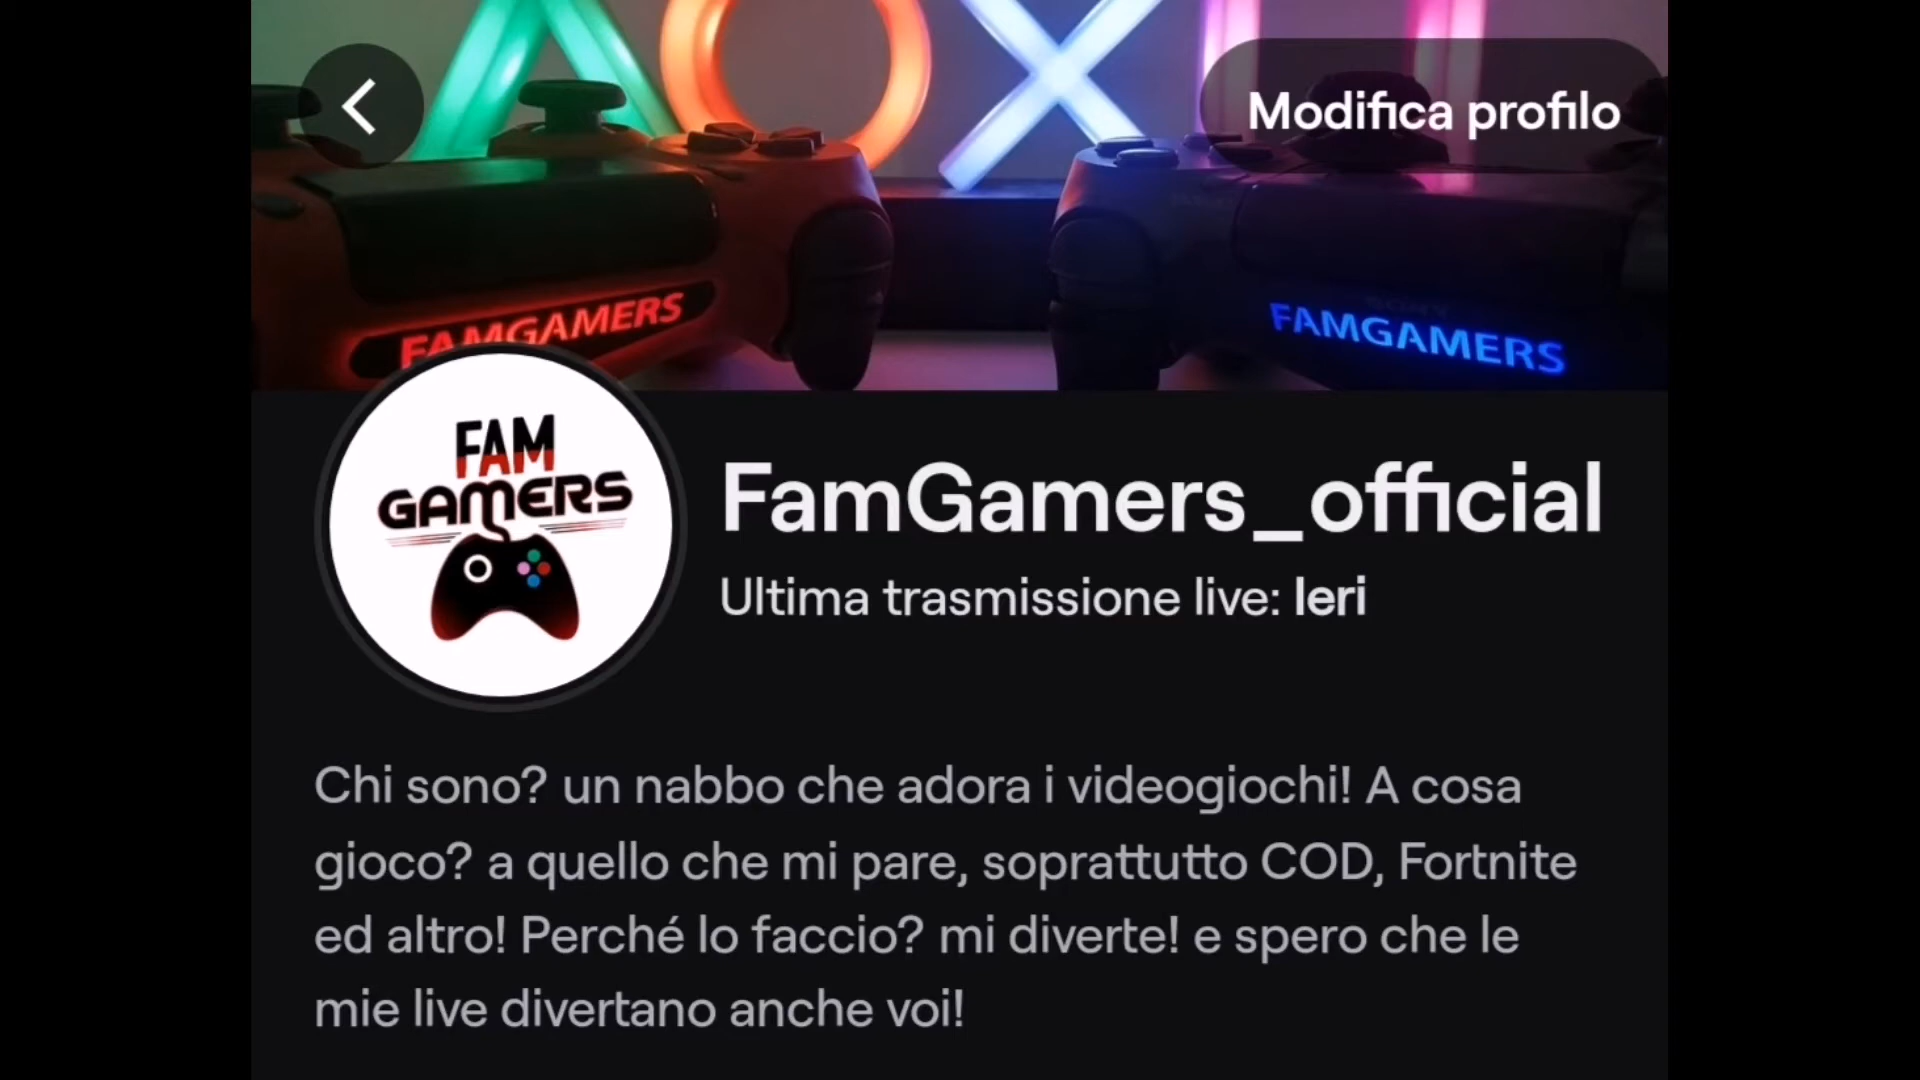 Modifica profilo
FAMGAMERS
FAMGAMERS
FAM
GAMERS
FamGamers_official
Ultima trasmissione live: Ieri
Chi sono? un nabbo che adora i videogiochi! A cosa
gioco? a quello che mi pare, soprattutto COD, Fortnite
ed altro! Perché lo faccio? mi diverte! e spero che le
mie live divertano anche voi!